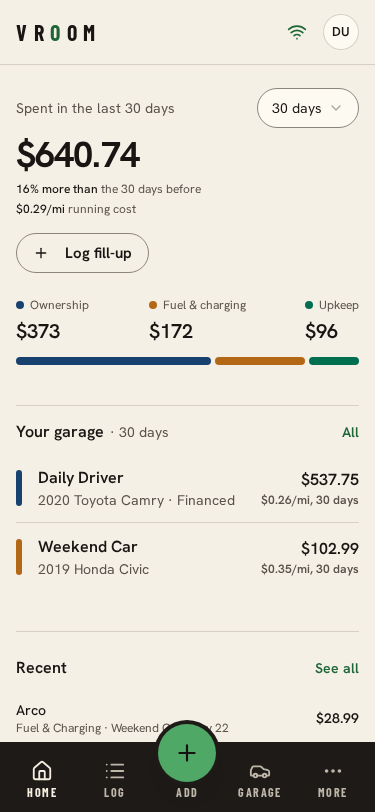 VROOM
DU
Spent in the last 30 days
30 days
$640.74
16% more than the 30 days before
$0.29/mi running cost
Log fill-up
Ownership Fuel & charging Upkeep
$373 $172 $96
Your garage · 30 days All
Daily Driver $537.75
2020 Toyota Camry · Financed $0.26/mi, 30 days
Weekend Car $102.99
2019 Honda Civic $0.35/mi, 30 days
Recent See all
Arco $28.99
Fuel & Charging · Weekend 22
HOME LOG ADD GARAGE MORE